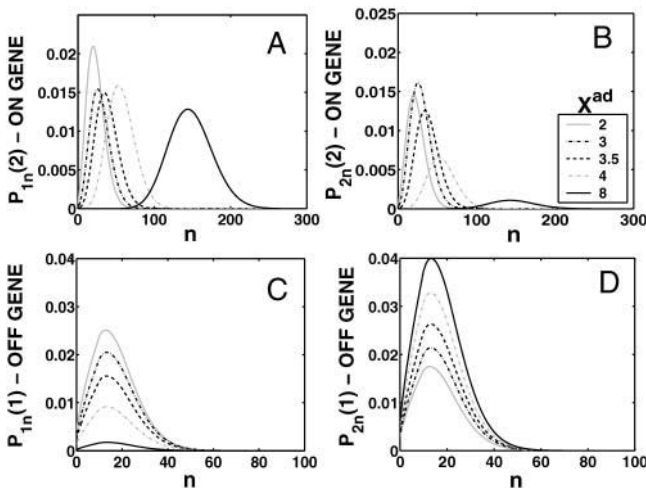 A
P1n(2) – ON GENE
0.02
0.015
0.01
0.005
0
0 100 200 300
n
B
P2n(2) – ON GENE
0.025
0.02
0.015
0.01
0.005
0
0 100 200 300
n
X^ad
2
3
3.5
4
8
C
P1n(1) – OFF GENE
0.04
0.03
0.02
0.01
0
0 20 40 60 80 100
n
D
P2n(1) – OFF GENE
0.04
0.03
0.02
0.01
0
0 20 40 60 80 100
n